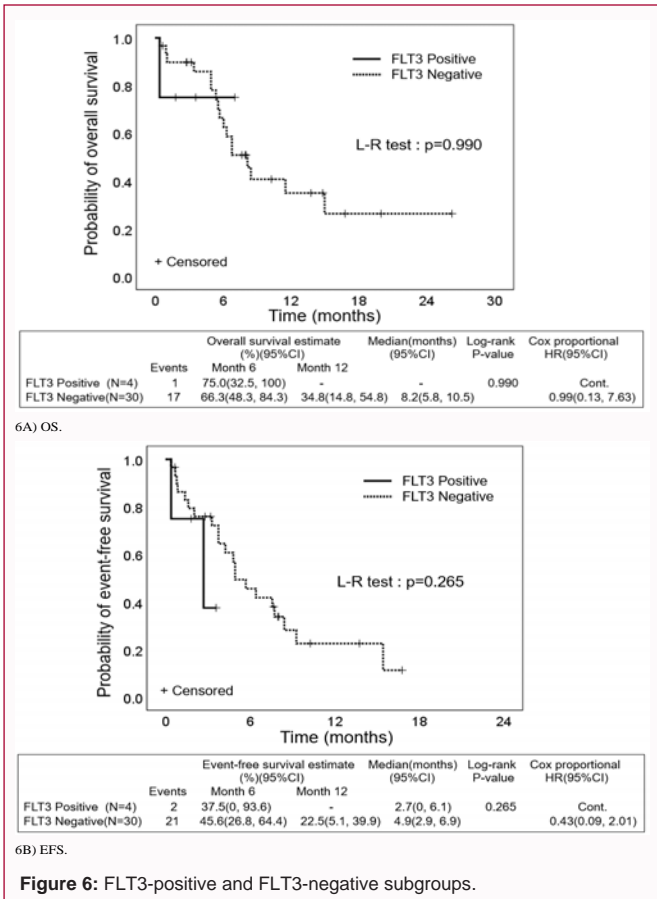 1.0
0.8
0.6
0.4
0.2
0.0
Probability of overall survival
FLT3 Positive
FLT3 Negative
L-R test : p=0.990
+ Censored
0 6 12 18 24 30
Time (months)
Overall survival estimate Median(months) Log-rank Cox proportional
(%)(95%CI) (95%CI) P-value HR(95%CI)
Events Month 6 Month 12
FLT3 Positive (N=4) 1 75.0(32.5, 100) - - 0.990 Cont.
FLT3 Negative(N=30) 17 66.3(48.3, 84.3) 34.8(14.8, 54.8) 8.2(5.8, 10.5) 0.99(0.13, 7.63)
6A) OS.
1.0
0.8
0.6
0.4
0.2
0.0
Probability of event-free survival
FLT3 Positive
FLT3 Negative
L-R test : p=0.265
+ Censored
0 6 12 18 24
Time (months)
Event-free survival estimate Median(months) Log-rank Cox proportional
(%)(95%CI) (95%CI) P-value HR(95%CI)
Events Month 6 Month 12
FLT3 Positive (N=4) 2 37.5(0, 93.6) - 2.7(0, 6.1) 0.265 Cont.
FLT3 Negative(N=30) 21 45.6(26.8, 64.4) 22.5(5.1, 39.9) 4.9(2.9, 6.9) 0.43(0.09, 2.01)
6B) EFS.
Figure 6: FLT3-positive and FLT3-negative subgroups.